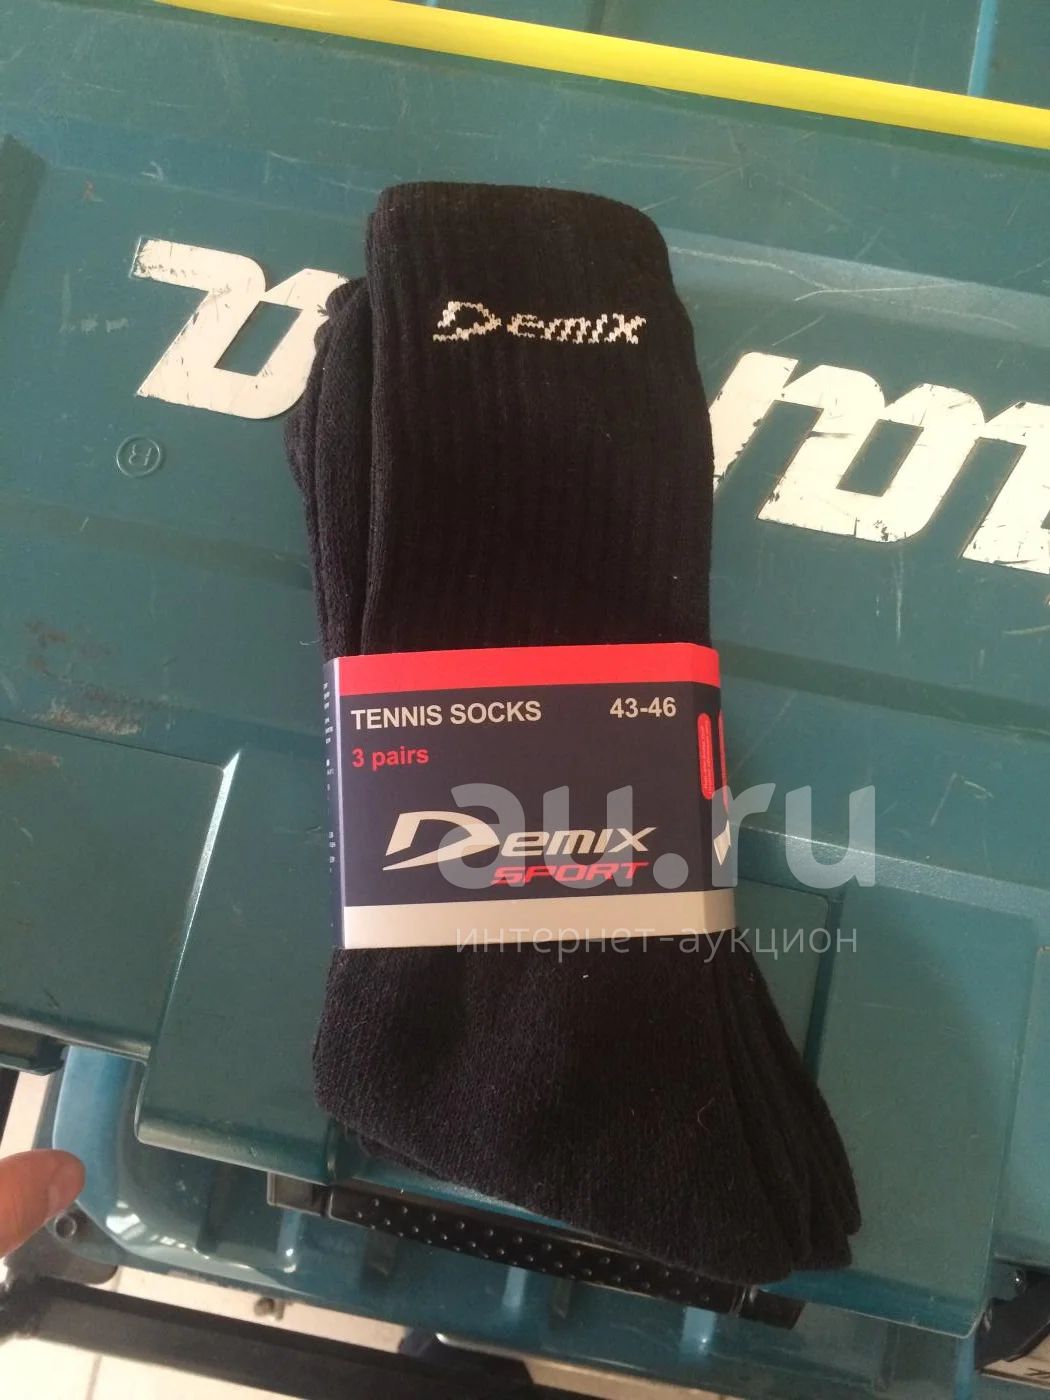 Demix
TENNIS SOCKS 43-46
3 pairs
Demix
SPORT
au.ru
интернет-аукцион